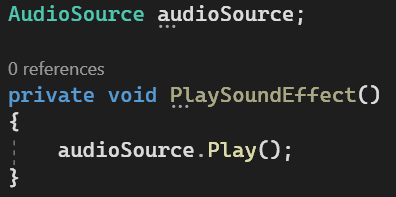 AudioSource audioSource;
0 references
private void PlaySoundEffect()
{
    audioSource.Play();
}